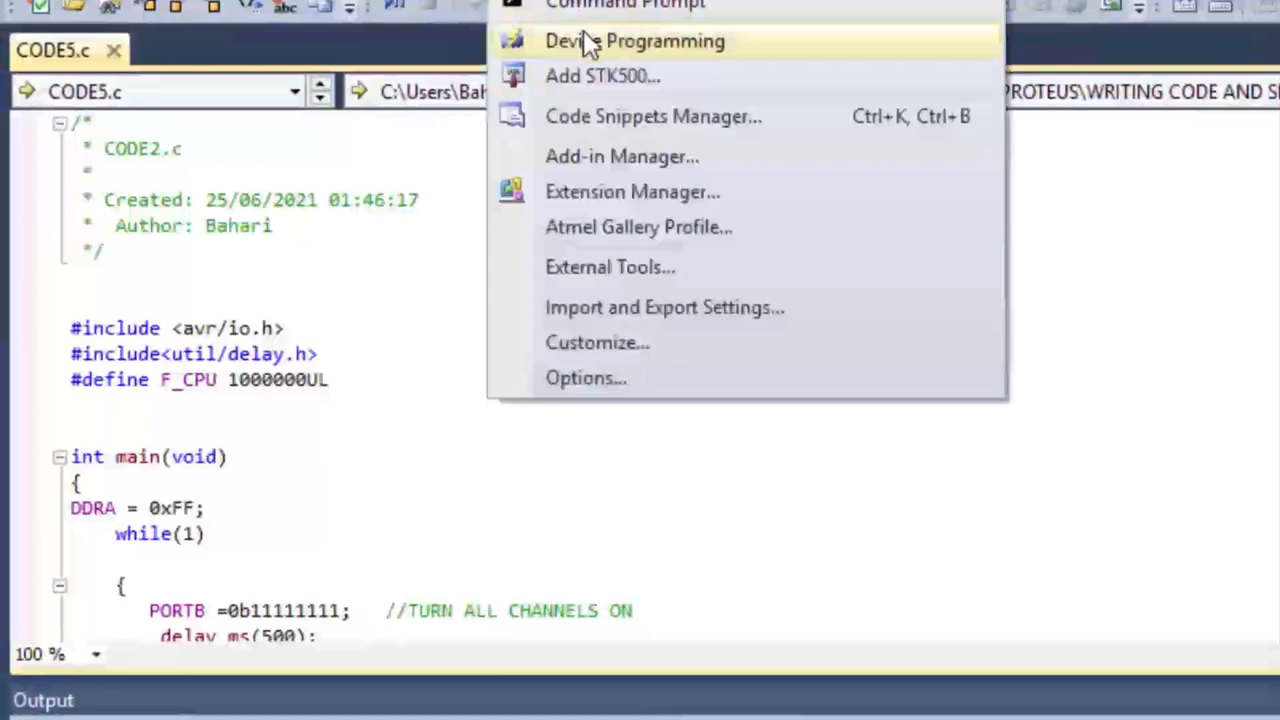 Command Prompt
Device Programming
Add STK500...
Code Snippets Manager... Ctrl+K, Ctrl+B
Add-in Manager...
Extension Manager...
Atmel Gallery Profile...
External Tools...
Import and Export Settings...
Customize...
Options...
CODE5.c
CODE5.c
C:\Users\Bah
PROTEUS\WRITING CODE AND S
/*
* CODE2.c
*
* Created: 25/06/2021 01:46:17
* Author: Bahari
*/
#include <avr/io.h>
#include<util/delay.h>
#define F_CPU 1000000UL
int main(void)
{
DDRA = 0xFF;
while(1)
{
PORTB =0b11111111; //TURN ALL CHANNELS ON
_delay_ms(500);
100 %
Output